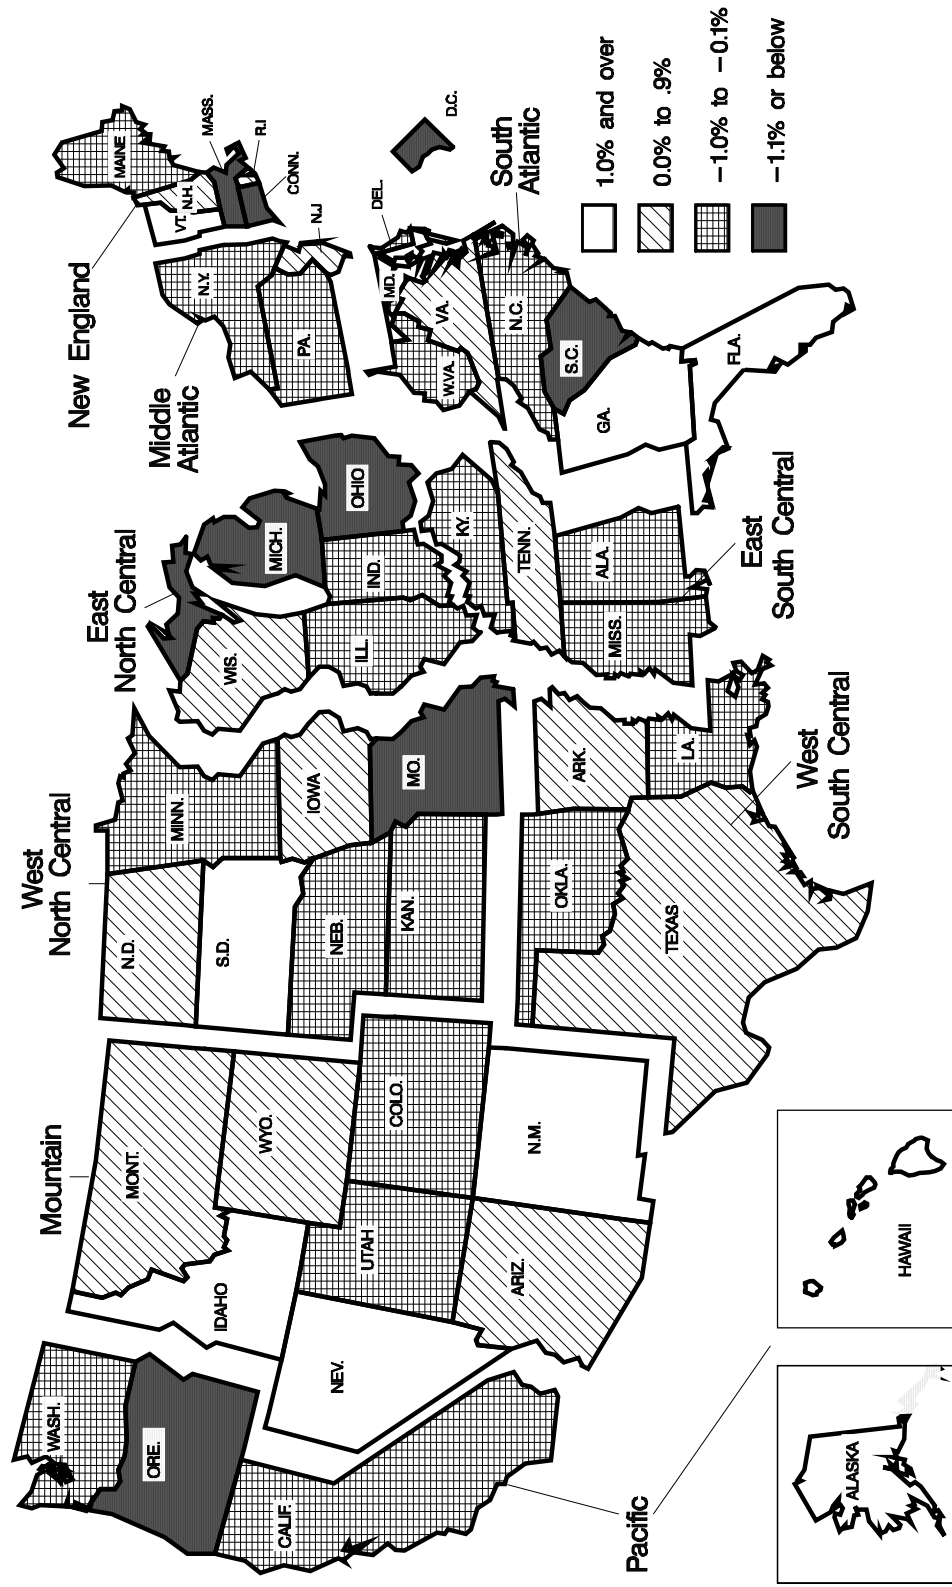 New England
Middle
Atlantic
East
North Central
West
North Central
Mountain
Pacific
South
Atlantic
East
South Central
West
South Central
1.0% and over
0.0% to .9%
−1.0% to −0.1%
−1.1% or below
WASH.
ORE.
CALIF.
IDAHO
NEV.
MONT.
WYO.
UTAH
ARIZ.
COLO.
N.M.
N.D.
S.D.
NEB.
KAN.
MINN.
IOWA
MO.
OKLA.
TEXAS
ARK.
LA.
WIS.
ILL.
MICH.
IND.
OHIO
KY.
TENN.
MISS.
ALA.
N.Y.
PA.
N.J
MAINE
VT.
N.H.
MASS.
R.I
CONN.
DEL.
MD.
D.C.
VA.
W.VA.
N.C.
S.C.
GA.
FLA.
ALASKA
HAWAII